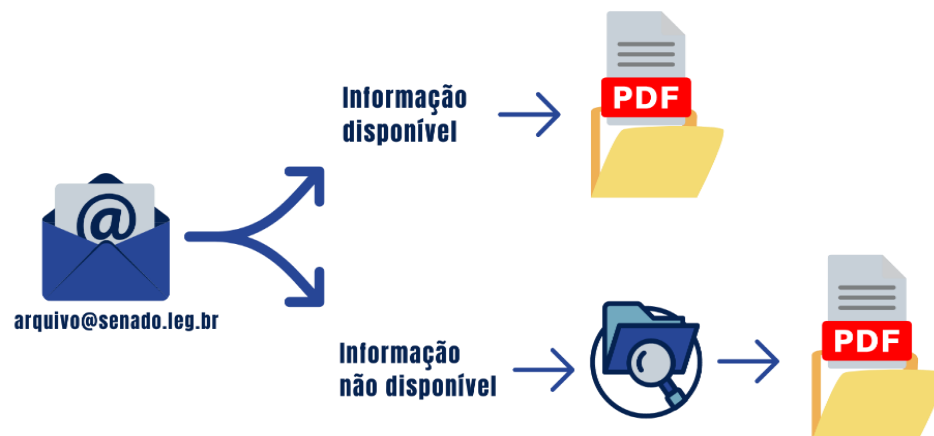 PDF
Informação
disponível
@
arquivo@senado.leg.br
Informação
não disponível
PDF